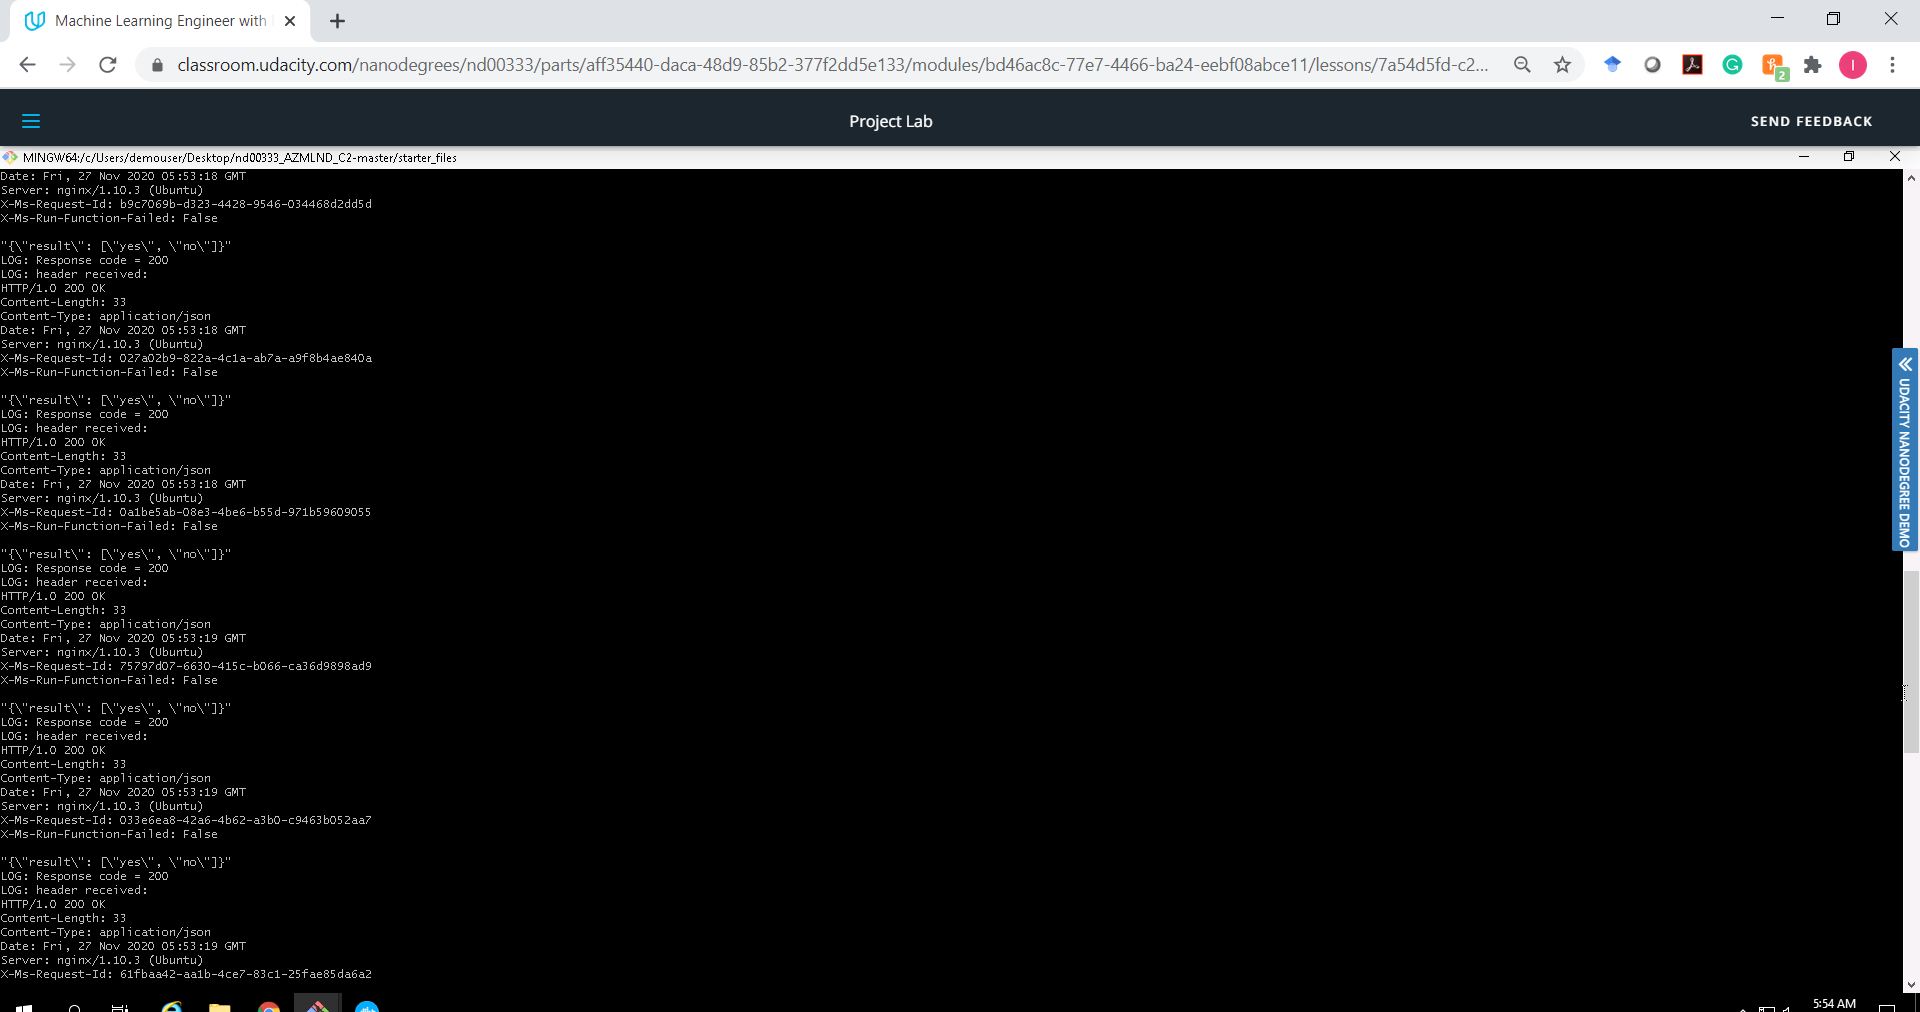 Machine Learning Engineer with
classroom.udacity.com/nanodegrees/nd00333/parts/aff35440-daca-48d9-85b2-377f2dd5e133/modules/bd46ac8c-77e7-4466-ba24-eebf08abce11/lessons/7a54d5fd-c2...
2
I
Project Lab
SEND FEEDBACK
MINGW64:/c/Users/demouser/Desktop/nd00333_AZMLND_C2-master/starter_files
Date: Fri, 27 Nov 2020 05:53:18 GMT
Server: nginx/1.10.3 (Ubuntu)
X-Ms-Request-Id: b9c7069b-d323-4428-9546-034468d2dd5d
X-Ms-Run-Function-Failed: False
"{\"result\": [\"yes\", \"no\"]}"
LOG: Response code = 200
LOG: header received:
HTTP/1.0 200 OK
Content-Length: 33
Content-Type: application/json
Date: Fri, 27 Nov 2020 05:53:18 GMT
Server: nginx/1.10.3 (Ubuntu)
X-Ms-Request-Id: 027a02b9-822a-4c1a-ab7a-a9f8b4ae840a
X-Ms-Run-Function-Failed: False
"{\"result\": [\"yes\", \"no\"]}"
LOG: Response code = 200
LOG: header received:
HTTP/1.0 200 OK
Content-Length: 33
Content-Type: application/json
Date: Fri, 27 Nov 2020 05:53:18 GMT
Server: nginx/1.10.3 (Ubuntu)
X-Ms-Request-Id: 0a1be5ab-08e3-4be6-b55d-971b59609055
X-Ms-Run-Function-Failed: False
"{\"result\": [\"yes\", \"no\"]}"
LOG: Response code = 200
LOG: header received:
HTTP/1.0 200 OK
Content-Length: 33
Content-Type: application/json
Date: Fri, 27 Nov 2020 05:53:19 GMT
Server: nginx/1.10.3 (Ubuntu)
X-Ms-Request-Id: 75797d07-6630-415c-b066-ca36d9898ad9
X-Ms-Run-Function-Failed: False
"{\"result\": [\"yes\", \"no\"]}"
LOG: Response code = 200
LOG: header received:
HTTP/1.0 200 OK
Content-Length: 33
Content-Type: application/json
Date: Fri, 27 Nov 2020 05:53:19 GMT
Server: nginx/1.10.3 (Ubuntu)
X-Ms-Request-Id: 033e6ea8-42a6-4b62-a3b0-c9463b052aa7
X-Ms-Run-Function-Failed: False
"{\"result\": [\"yes\", \"no\"]}"
LOG: Response code = 200
LOG: header received:
HTTP/1.0 200 OK
Content-Length: 33
Content-Type: application/json
Date: Fri, 27 Nov 2020 05:53:19 GMT
Server: nginx/1.10.3 (Ubuntu)
X-Ms-Request-Id: 61fbaa42-aa1b-4ce7-83c1-25fae85da6a2
UDACITY NANODEGREE DEMO
5:54 AM